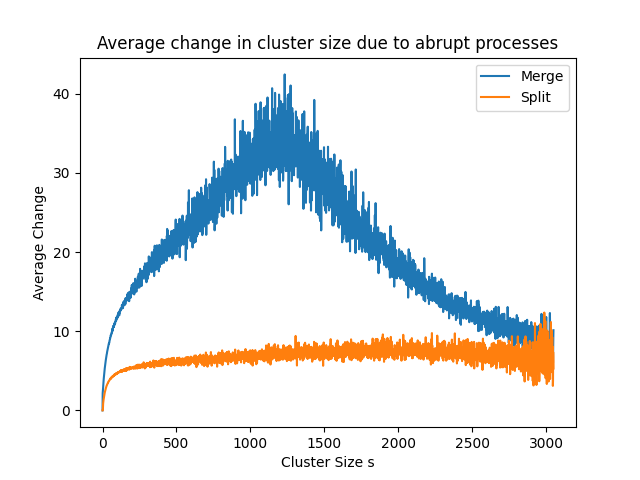 Average change in cluster size due to abrupt processes
Merge
Split
40
30
20
10
0
Average Change
0 500 1000 1500 2000 2500 3000
Cluster Size s